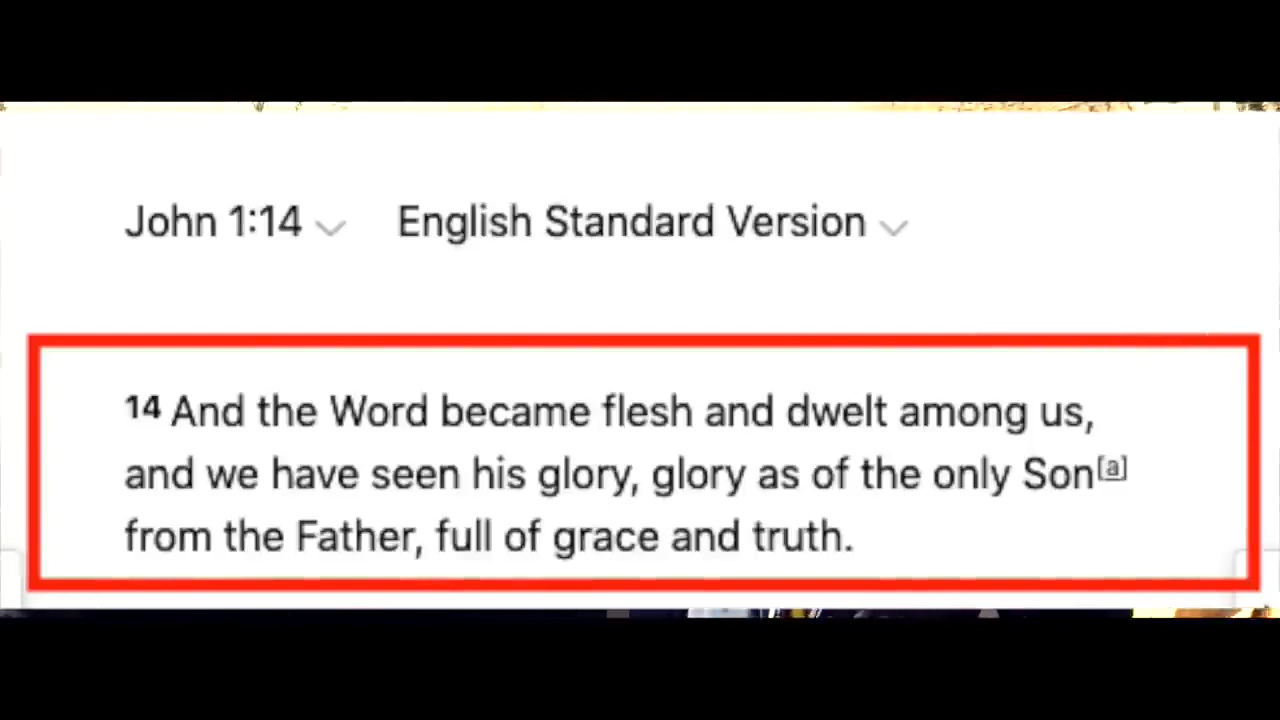 John 1:14 English Standard Version
14 And the Word became flesh and dwelt among us,
and we have seen his glory, glory as of the only Son[a]
from the Father, full of grace and truth.